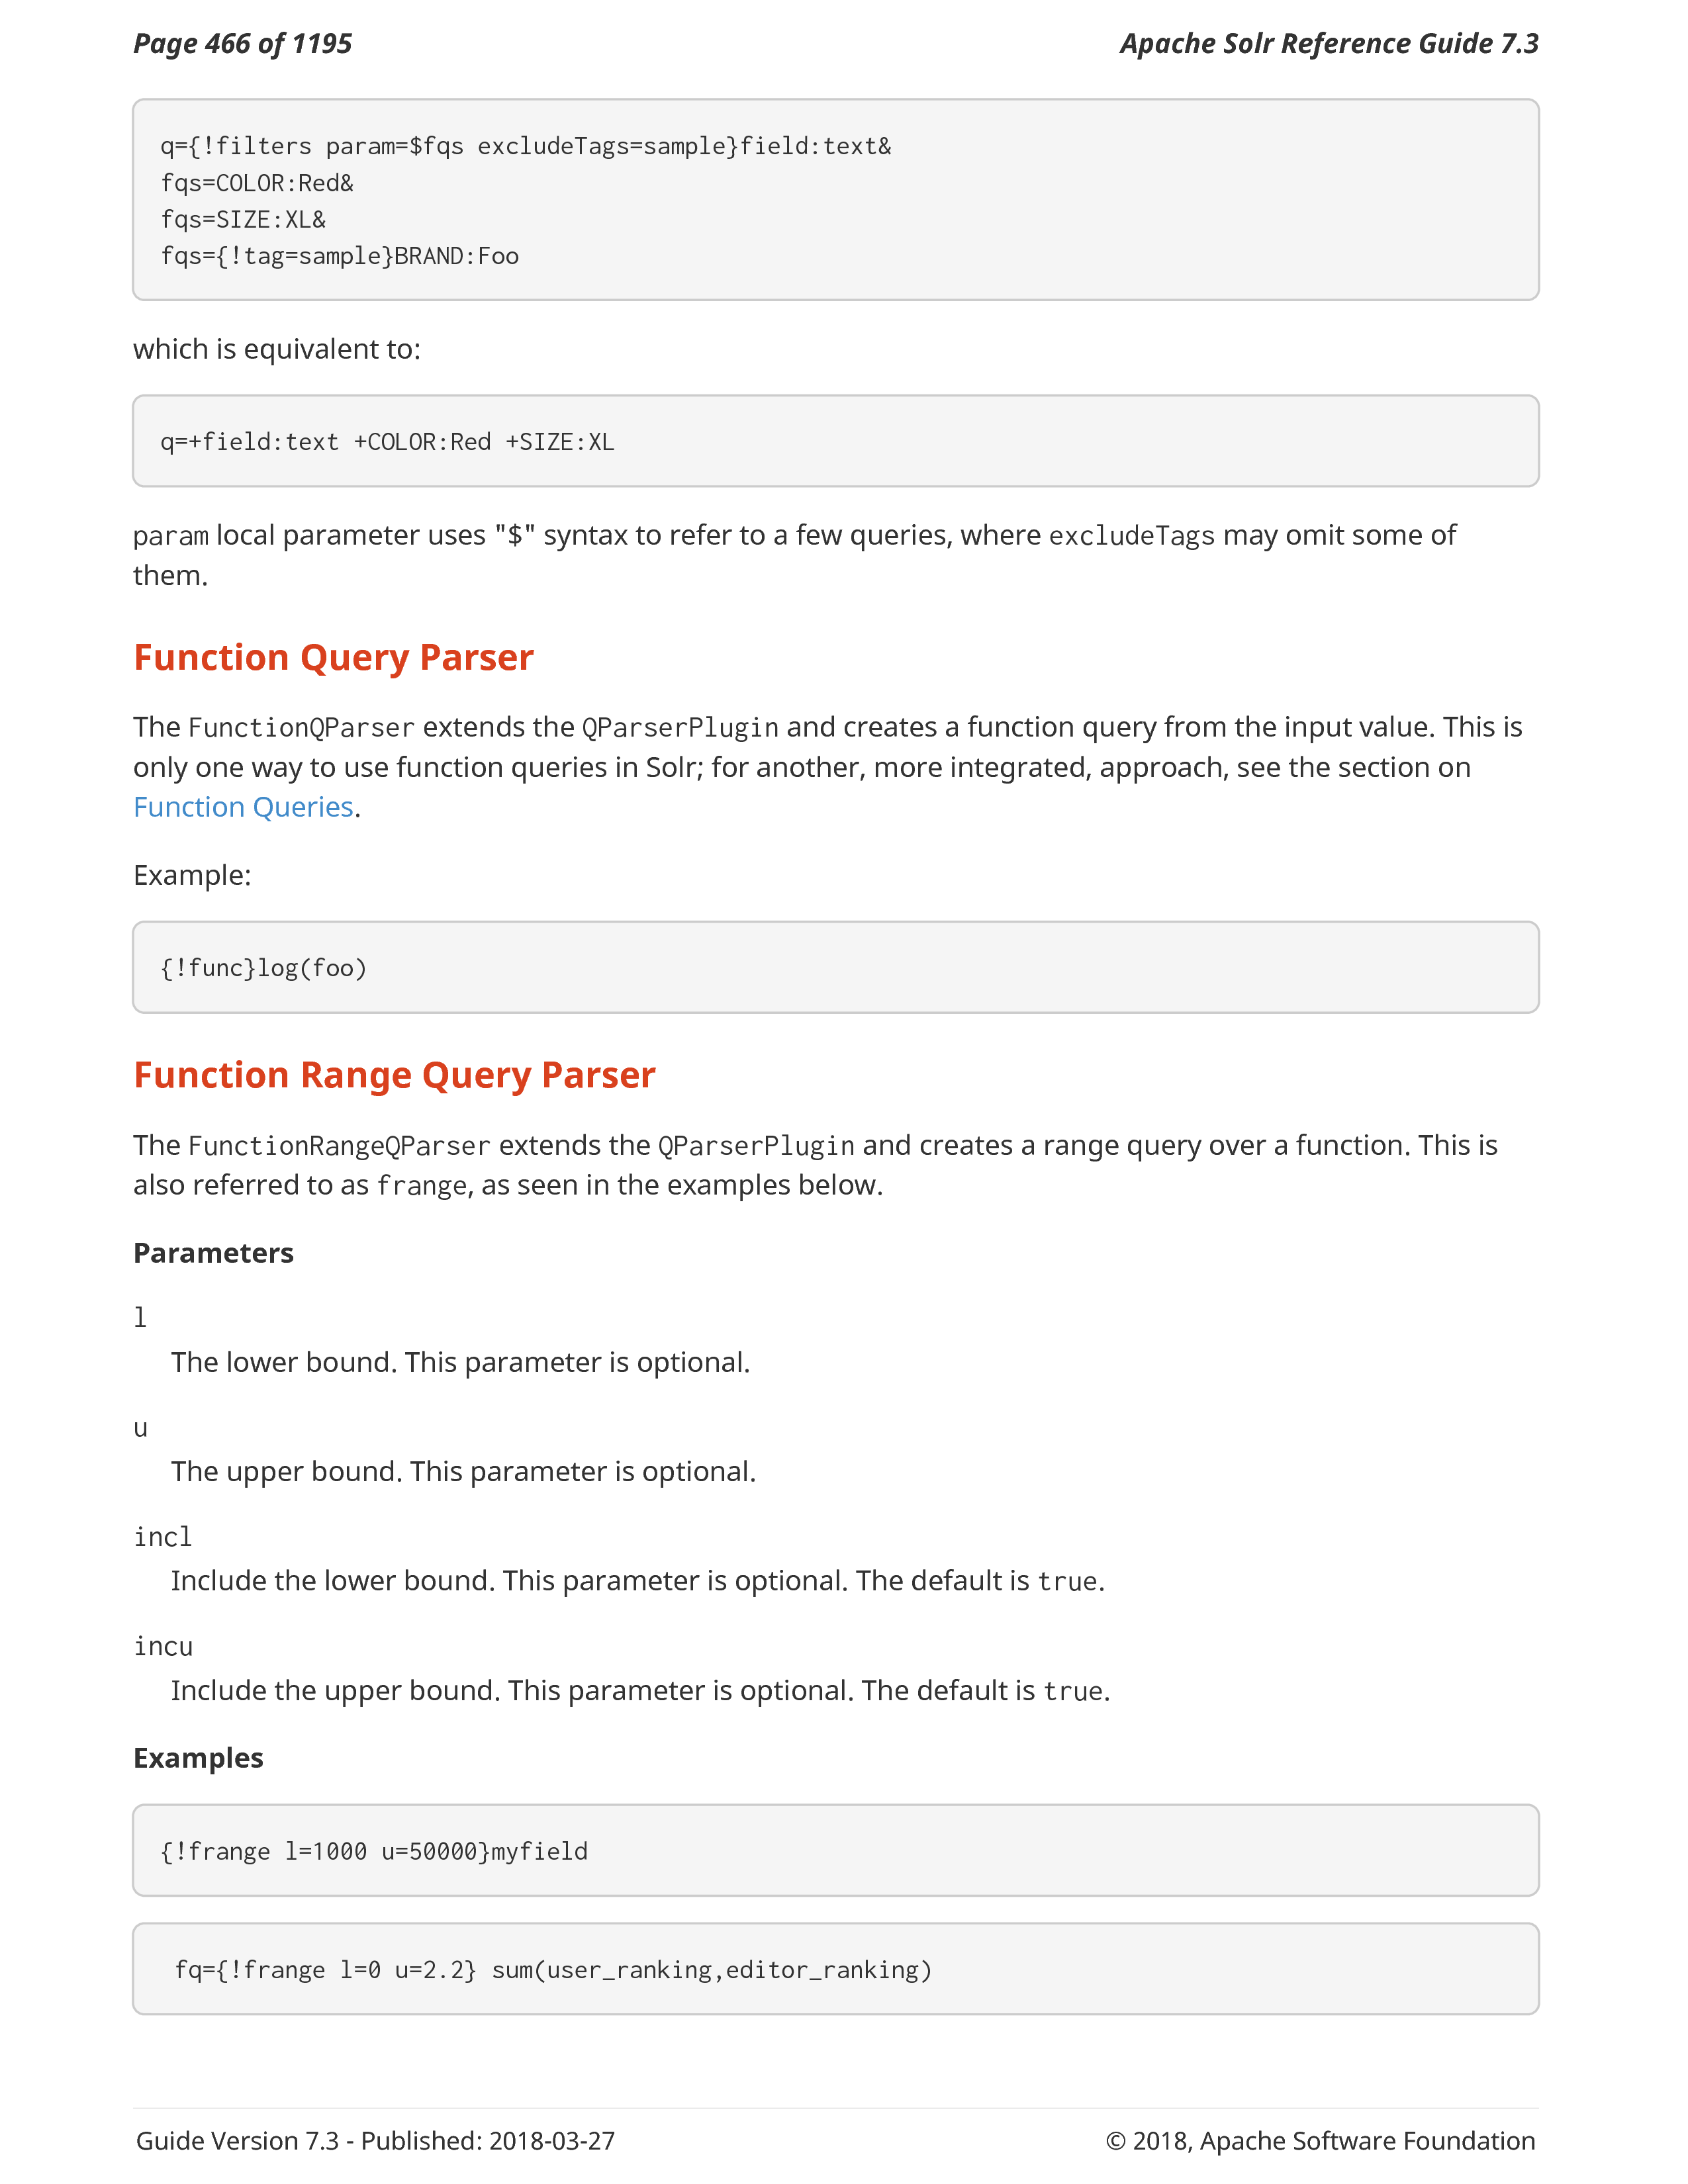 Page 466 of 1195
Apache Solr Reference Guide 7.3
q={!filters param=$fqs excludeTags=sample}field:text&
fqs=COLOR:Red&
fqs=SIZE:XL&
fqs={!tag=sample}BRAND:Foo
which is equivalent to:
q=+field:text +COLOR:Red +SIZE:XL
param local parameter uses "$" syntax to refer to a few queries, where excludeTags may omit some of
them.
Function Query Parser
The FunctionQParser extends the QParserPlugin and creates a function query from the input value. This is
only one way to use function queries in Solr; for another, more integrated, approach, see the section on
Function Queries.
Example:
{!func}log(foo)
Function Range Query Parser
The FunctionRangeQParser extends the QParserPlugin and creates a range query over a function. This is
also referred to as frange, as seen in the examples below.
Parameters
l
The lower bound. This parameter is optional.
u
The upper bound. This parameter is optional.
incl
Include the lower bound. This parameter is optional. The default is true.
incu
Include the upper bound. This parameter is optional. The default is true.
Examples
{!frange l=1000 u=50000}myfield
fq={!frange l=0 u=2.2} sum(user_ranking,editor_ranking)
Guide Version 7.3 - Published: 2018-03-27
© 2018, Apache Software Foundation